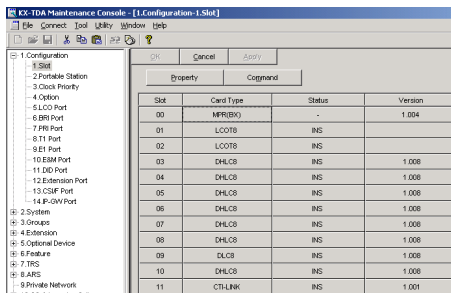 KX-TDA Maintenance Console - [1.Configuration-1.Slot]
File Connect Tool Utility Window Help
OK Cancel Apply
Property Command
1.Configuration
1.Slot
2.Portable Station
3.Clock Priority
4.Option
5.LCO Port
6.BRI Port
7.PRI Port
8.T1 Port
9.E1 Port
10.E&M Port
11.DID Port
12.Extension Port
13.CS/IF Port
14.IP-GW Port
2.System
3.Groups
4.Extension
5.Optional Device
6.Feature
7.TRS
8.ARS
9.Private Network
Slot Card Type Status Version
00 MPR(BX) - 1.004
01 LCOT8 INS
02 LCOT8 INS
03 DHLC8 INS 1.008
04 DHLC8 INS 1.008
05 DHLC8 INS 1.008
06 DHLC8 INS 1.008
07 DHLC8 INS 1.008
08 DHLC8 INS 1.008
09 DLC8 INS 1.008
10 DHLC8 INS 1.008
11 CTI-LINK INS 1.001